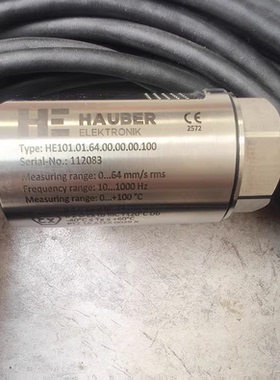 HE HAUBER
ELEKTRONIK
CE
2572
Type: HE101.01.64.00.00.00.100
Serial-No.: 112083
Measuring range: 0...64 mm/s rms
Frequency range: 10...1000 Hz
Measuring range: 0...+100 °C